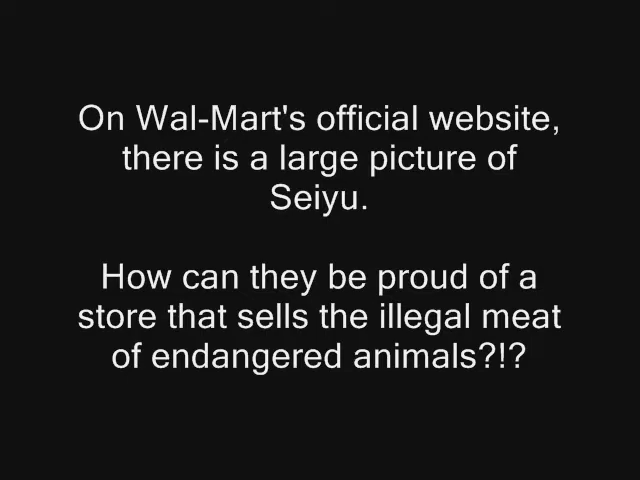 On Wal-Mart's official website,
there is a large picture of
Seiyu.
How can they be proud of a
store that sells the illegal meat
of endangered animals?!?